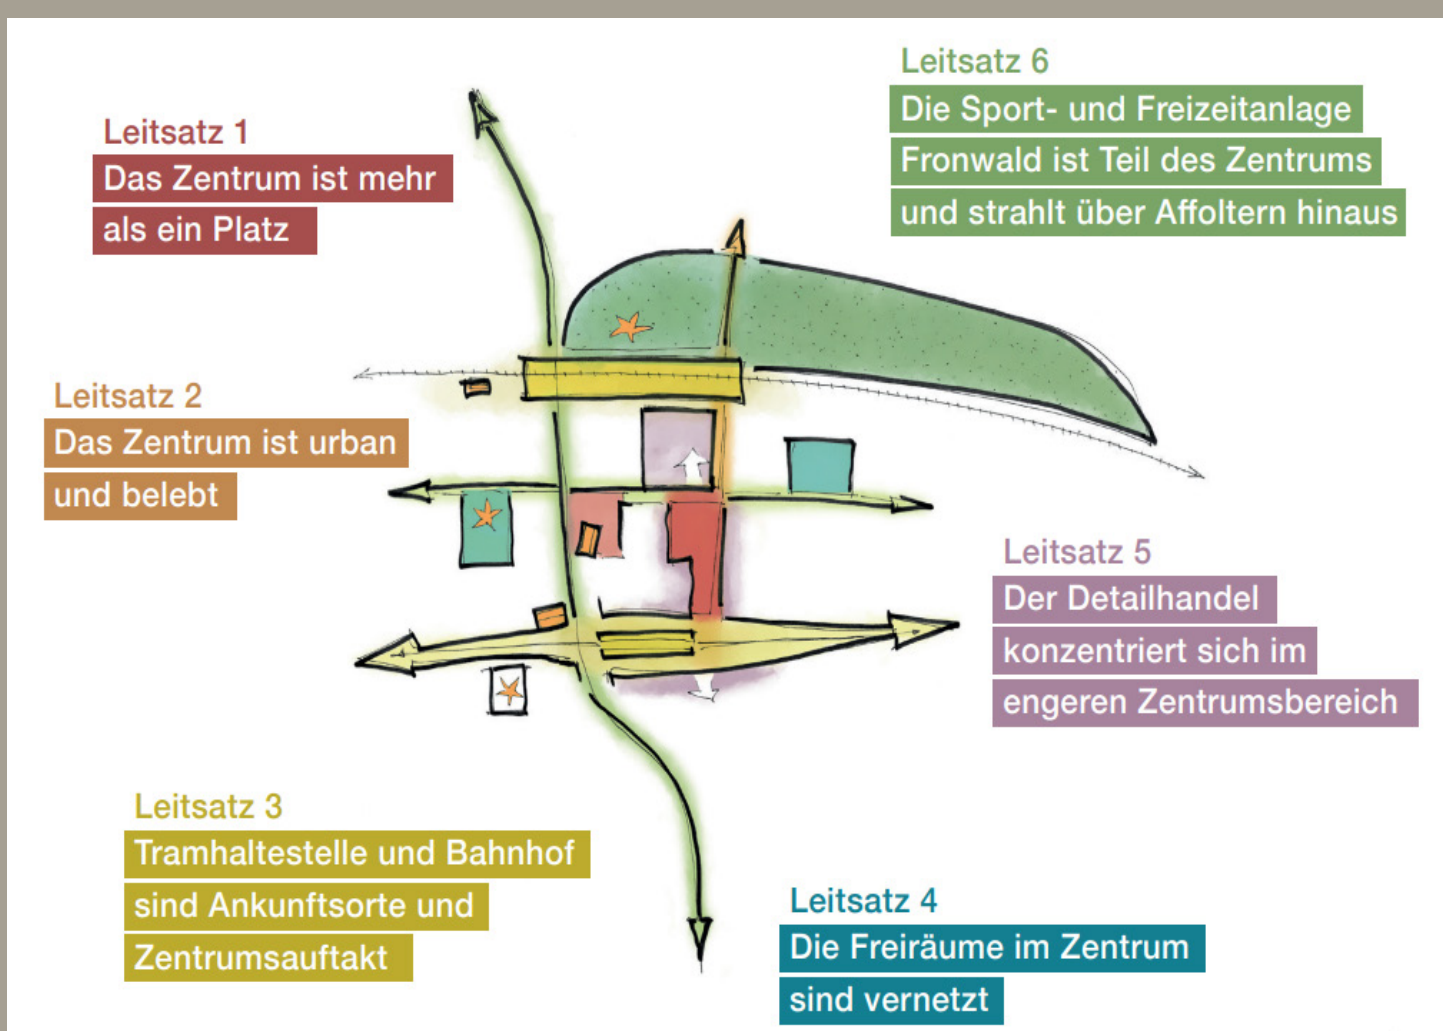 Leitsatz 1
Das Zentrum ist mehr
als ein Platz
Leitsatz 6
Die Sport- und Freizeitanlage
Fronwald ist Teil des Zentrums
und strahlt über Affoltern hinaus
Leitsatz 2
Das Zentrum ist urban
und belebt
Leitsatz 5
Der Detailhandel
konzentriert sich im
engeren Zentrumsbereich
Leitsatz 3
Tramhaltestelle und Bahnhof
sind Ankunftsorte und
Zentrumsauftakt
Leitsatz 4
Die Freiräume im Zentrum
sind vernetzt